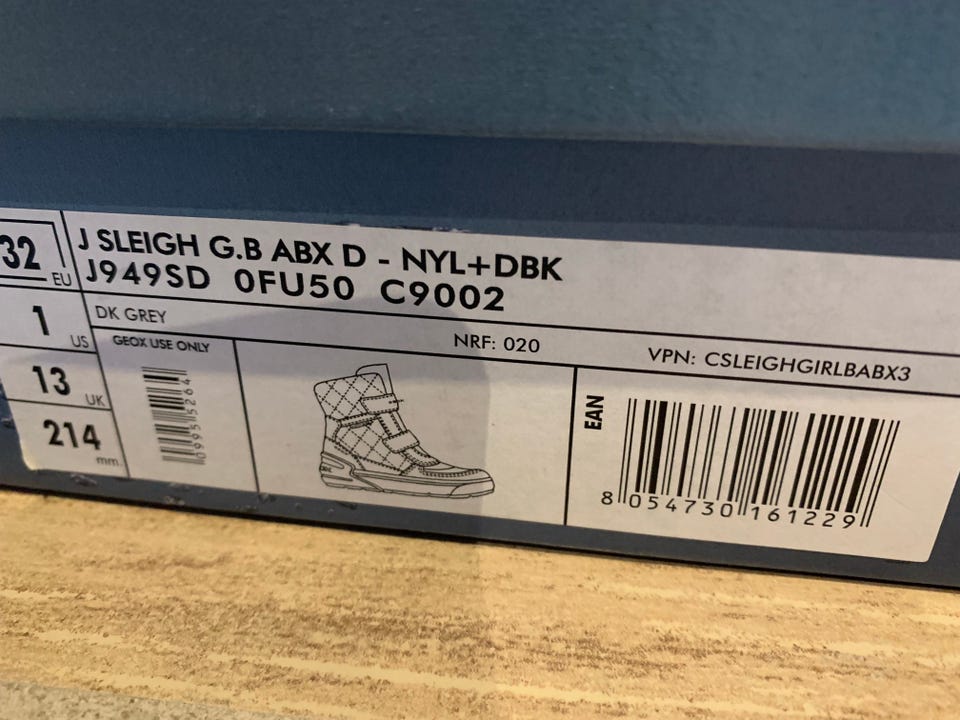 32 EU
1 US
13 UK
214 mm.
J SLEIGH G.B ABX D - NYL+DBK
J949SD 0FU50 C9002
DK GREY
NRF: 020
VPN: CSLEIGHGIRLBABX3
GEOX USE ONLY
099555264
EAN
8 054730 161229